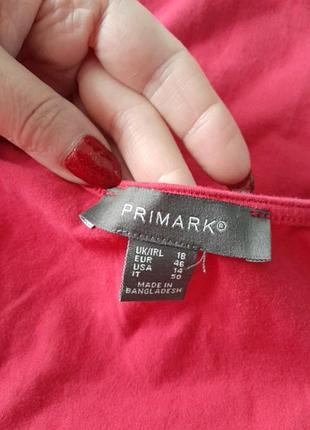 PRIMARK®
UK/IRL 18
EUR 46
USA 14
IT 50
MADE IN
BANGLADESH